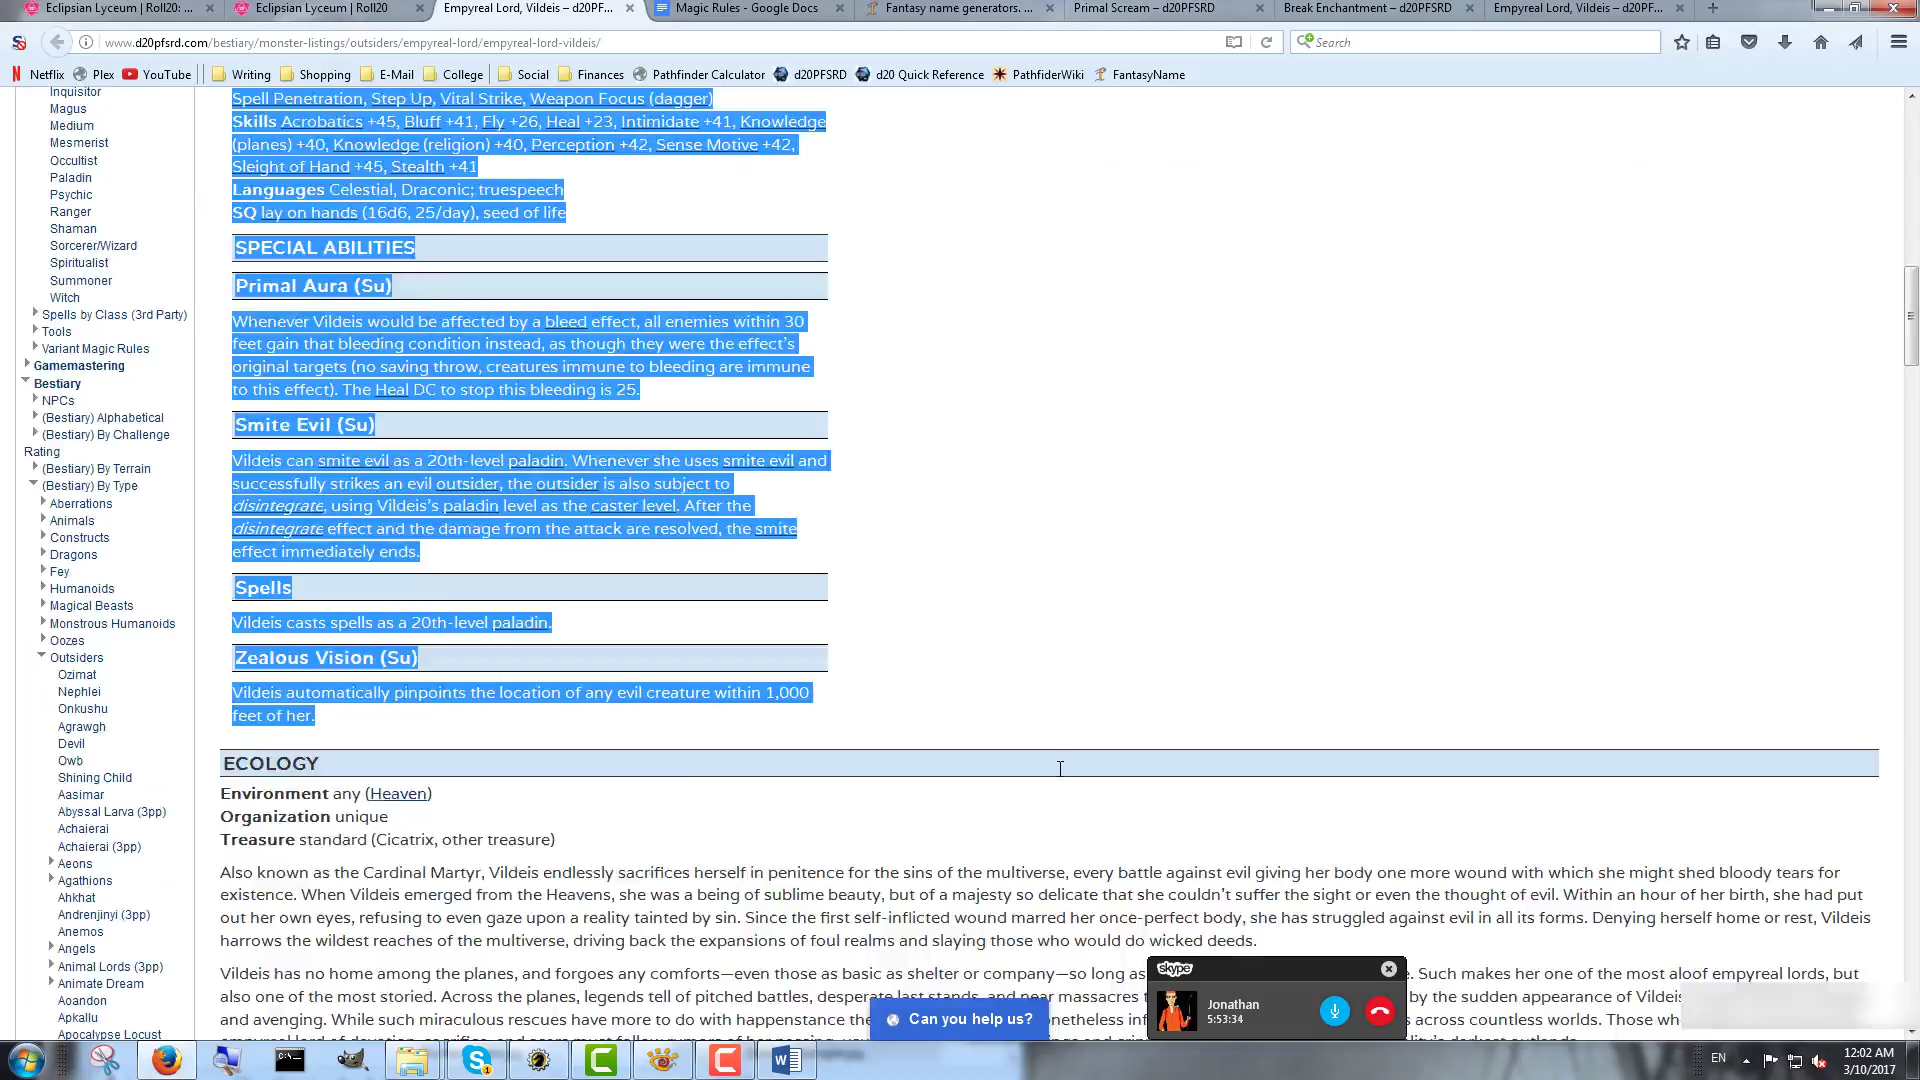 Eclipsian Lyceum | Roll20:
Eclipsian Lyceum | Roll20
Empyreal Lord, Vildeis – d20PF...
Magic Rules - Google Docs
Fantasy name generators. ...
Primal Scream – d20PFSRD
Break Enchantment – d20PFSRD
Empyreal Lord, Vildeis – d20PF...
www.d20pfsrd.com/bestiary/monster-listings/outsiders/empyreal-lord/empyreal-lord-vildeis/
Search
Netflix Plex YouTube Writing Shopping E-Mail College Social Finances Pathfinder Calculator d20PFSRD d20 Quick Reference PathfiderWiki FantasyName
Inquisitor
Magus
Medium
Mesmerist
Occultist
Paladin
Psychic
Ranger
Shaman
Sorcerer/Wizard
Spiritualist
Summoner
Witch
Spells by Class (3rd Party)
Tools
Variant Magic Rules
Gamemastering
Bestiary
NPCs
(Bestiary) Alphabetical
(Bestiary) By Challenge
Rating
(Bestiary) By Terrain
(Bestiary) By Type
Aberrations
Animals
Constructs
Dragons
Fey
Humanoids
Magical Beasts
Monstrous Humanoids
Oozes
Outsiders
Ozimat
Nephlei
Onkushu
Agrawgh
Devil
Owb
Shining Child
Aasimar
Abyssal Larva (3pp)
Achaierai
Achaierai (3pp)
Aeons
Agathions
Ahkhat
Andrenjinyi (3pp)
Anemos
Angels
Animal Lords (3pp)
Animate Dream
Aoandon
Apkallu
Apocalypse Locust
Spell Penetration, Step Up, Vital Strike, Weapon Focus (dagger)
Skills Acrobatics +45, Bluff +41, Fly +26, Heal +23, Intimidate +41, Knowledge
(planes) +40, Knowledge (religion) +40, Perception +42, Sense Motive +42,
Sleight of Hand +45, Stealth +41
Languages Celestial, Draconic; truespeech
SQ lay on hands (16d6, 25/day), seed of life
SPECIAL ABILITIES
Primal Aura (Su)
Whenever Vildeis would be affected by a bleed effect, all enemies within 30
feet gain that bleeding condition instead, as though they were the effect's
original targets (no saving throw, creatures immune to bleeding are immune
to this effect). The Heal DC to stop this bleeding is 25.
Smite Evil (Su)
Vildeis can smite evil as a 20th-level paladin. Whenever she uses smite evil and
successfully strikes an evil outsider, the outsider is also subject to
disintegrate, using Vildeis's paladin level as the caster level. After the
disintegrate effect and the damage from the attack are resolved, the smite
effect immediately ends.
Spells
Vildeis casts spells as a 20th-level paladin.
Zealous Vision (Su)
Vildeis automatically pinpoints the location of any evil creature within 1,000
feet of her.
ECOLOGY
Environment any (Heaven)
Organization unique
Treasure standard (Cicatrix, other treasure)
Also known as the Cardinal Martyr, Vildeis endlessly sacrifices herself in penitence for the sins of the multiverse, every battle against evil giving her body one more wound with which she might shed bloody tears for
existence. When Vildeis emerged from the Heavens, she was a being of sublime beauty, but of a majesty so delicate that she couldn't suffer the sight or even the thought of evil. Within an hour of her birth, she had put
out her own eyes, refusing to even gaze upon a reality tainted by sin. Since the first self-inflicted wound marred her once-perfect body, she has struggled against evil in all its forms. Denying herself home or rest, Vildeis
harrows the wildest reaches of the multiverse, driving back the expansions of foul realms and slaying those who would do wicked deeds.
Vildeis has no home among the planes, and forgoes any comforts—even those as basic as shelter or company—so long as . Such makes her one of the most aloof empyreal lords, but
also one of the most storied. Across the planes, legends tell of pitched battles, desperate last stands, and near massacres by the sudden appearance of Vildeis
and avenging. While such miraculous rescues have more to do with happenstance across countless worlds. Those
skype
Jonathan
5:53:34
Can you help us?
EN
12:02 AM
3/10/2017